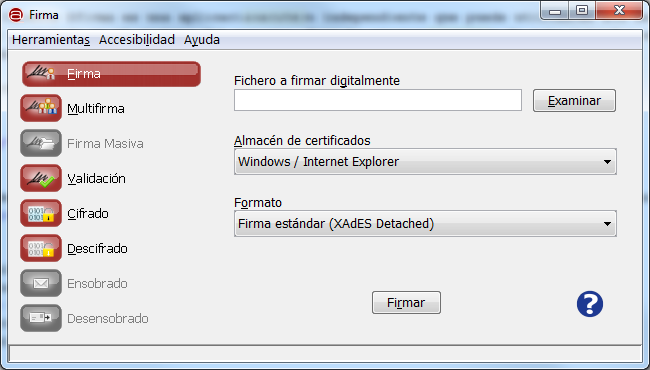 Firma
Herramientas Accesibilidad Ayuda
Firma
Multifirma
Firma Masiva
Validación
Cifrado
Descifrado
Ensobrado
Desensobrado
Fichero a firmar digitalmente
Examinar
Almacén de certificados
Windows / Internet Explorer
Formato
Firma estándar (XAdES Detached)
Firmar
?